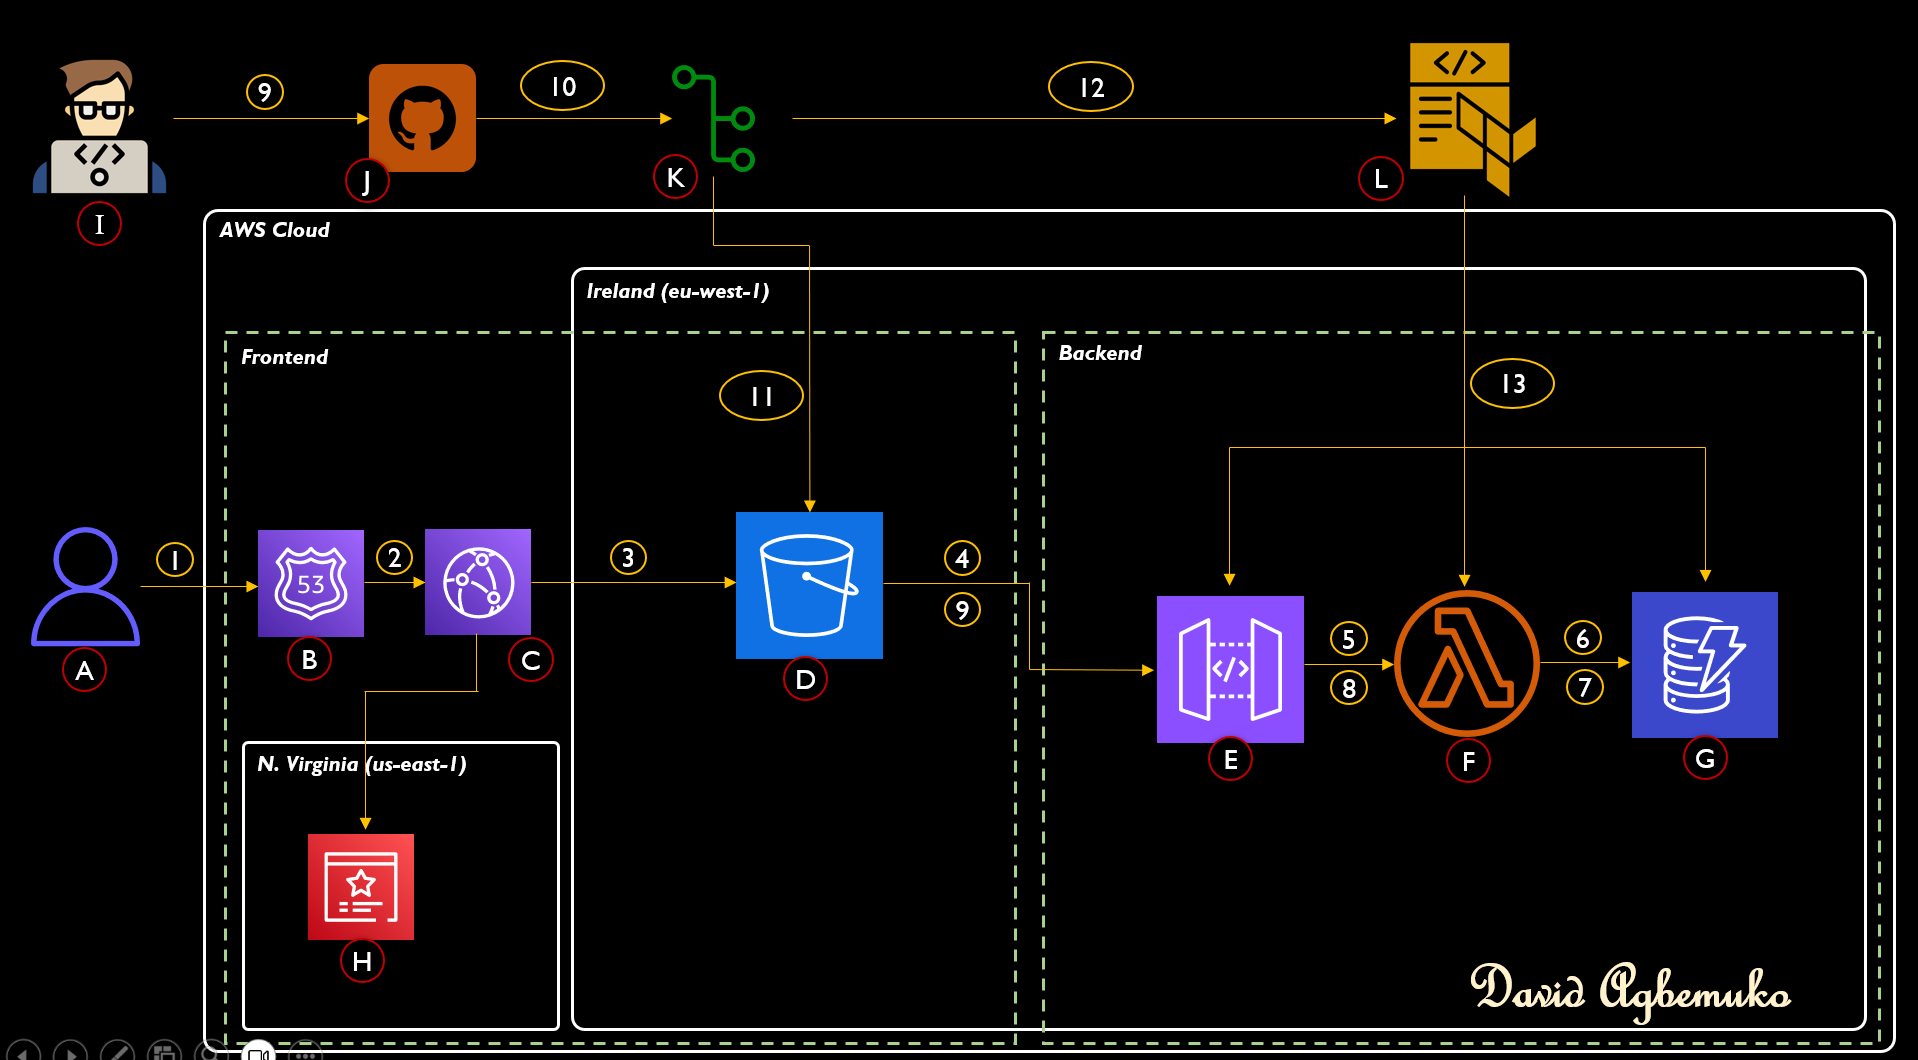 9
10
12
</>
</>
J
K
L
I
AWS Cloud
Ireland (eu-west-1)
Frontend
Backend
13
11
1
2
3
4
53
9
5
6
</>
8
7
A
B
C
D
E
F
G
N. Virginia (us-east-1)
H
David Agbemuko